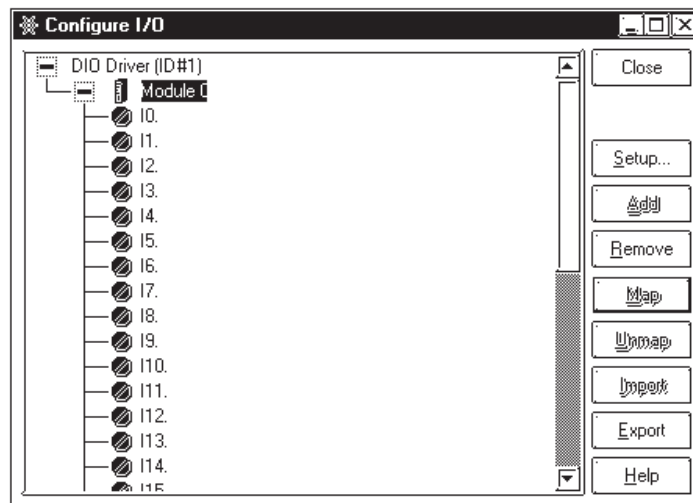 Configure I/O
DIO Driver (ID#1)
Module 0
I0.
I1.
I2.
I3.
I4.
I5.
I6.
I7.
I8.
I9.
I10.
I11.
I12.
I13.
I14.
I15.
Close
Setup...
Add
Remove
Map
Unmap
Import
Export
Help